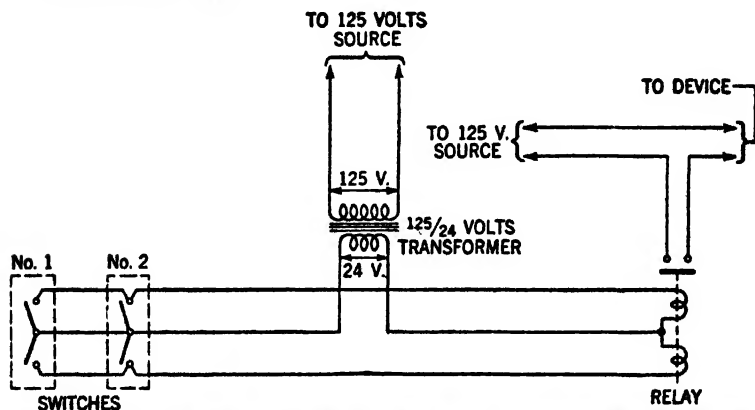 TO 125 VOLTS
SOURCE
TO DEVICE
TO 125 V.
SOURCE
125 V.
125/24 VOLTS
TRANSFORMER
24 V.
No. 1
No. 2
SWITCHES
RELAY